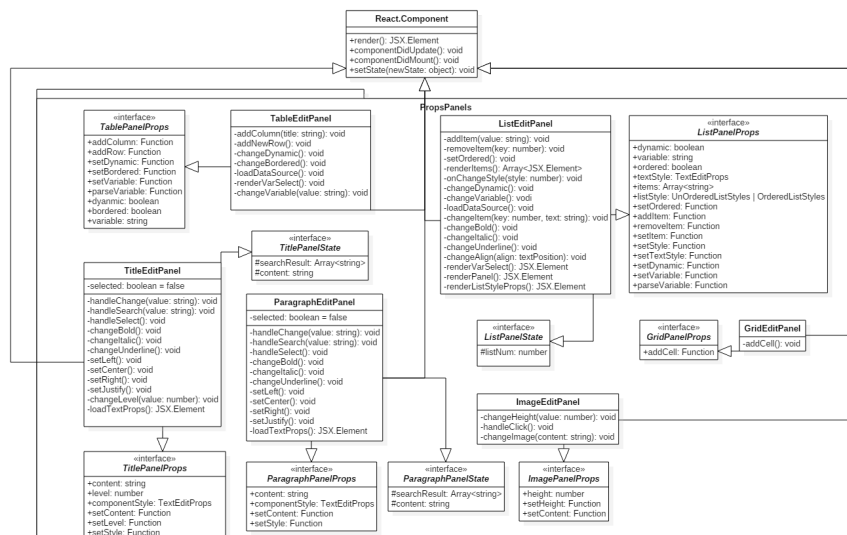 React.Component
+render(): JSX.Element
+componentDidUpdate(): void
+componentDidMount(): void
+setState(newState: object): void
PropsPanels
«interface»
TablePanelProps
+addColumn: Function
+addRow: Function
+setDynamic: Function
+setBordered: Function
+setVariable: Function
+parseVariable: Function
+dyanmic: boolean
+bordered: boolean
+variable: string
TableEditPanel
-addColumn(title: string): void
-addNewRow(): void
-changeDynamic(): void
-changeBordered(): void
-loadDataSource(): void
-renderVarSelect(): void
-changeVariable(value: string): void
ListEditPanel
-addItem(value: string): void
-removeItem(key: number): void
-setOrdered(): void
-renderItems(): Array<JSX.Element>
-onChangeStyle(style: number): void
-changeDynamic(): void
-changeVariable(): vodi
-loadDataSource(): void
-changeItem(key: number, text: string): void
-changeBold(): void
-changeItalic(): void
-changeUnderline(): void
-changeAlign(align: textPosition): void
-renderVarSelect(): JSX.Element
-renderPanel(): JSX.Element
-renderListStyleProps(): JSX.Element
«interface»
ListPanelProps
+dynamic: boolean
+variable: string
+ordered: boolean
+textStyle: TextEditProps
+items: Array<string>
+listStyle: UnOrderedListStyles | OrderedListStyles
+setOrdered: Function
+addItem: Function
+removeItem: Function
+setItem: Function
+setStyle: Function
+setTextStyle: Function
+setDynamic: Function
+setVariable: Function
+parseVariable: Function
«interface»
TitlePanelState
#searchResult: Array<string>
#content: string
TitleEditPanel
-selected: boolean = false
-handleChange(value: string): void
-handleSearch(value: string): void
-handleSelect(): void
-changeBold(): void
-changeItalic(): void
-changeUnderline(): void
-setLeft(): void
-setCenter(): void
-setRight(): void
-setJustify(): void
-changeLevel(value: number): void
-loadTextProps(): JSX.Element
ParagraphEditPanel
-selected: boolean = false
-handleChange(value: string): void
-handleSearch(value: string): void
-handleSelect(): void
-changeBold(): void
-changeItalic(): void
-changeUnderline(): void
-setLeft(): void
-setCenter(): void
-setRight(): void
-setJustify(): void
-loadTextProps(): JSX.Element
«interface»
ListPanelState
#listNum: number
«interface»
GridPanelProps
+addCell: Function
GridEditPanel
-addCell(): void
ImageEditPanel
-changeHeight(value: number): void
-handleClick(): void
-changeImage(content: string): void
«interface»
TitlePanelProps
+content: string
+level: number
+componentStyle: TextEditProps
+setContent: Function
+setLevel: Function
+setStyle: Function
«interface»
ParagraphPanelProps
+content: string
+componentStyle: TextEditProps
+setContent: Function
+setStyle: Function
«interface»
ParagraphPanelState
#searchResult: Array<string>
#content: string
«interface»
ImagePanelProps
+height: number
+setHeight: Function
+setContent: Function